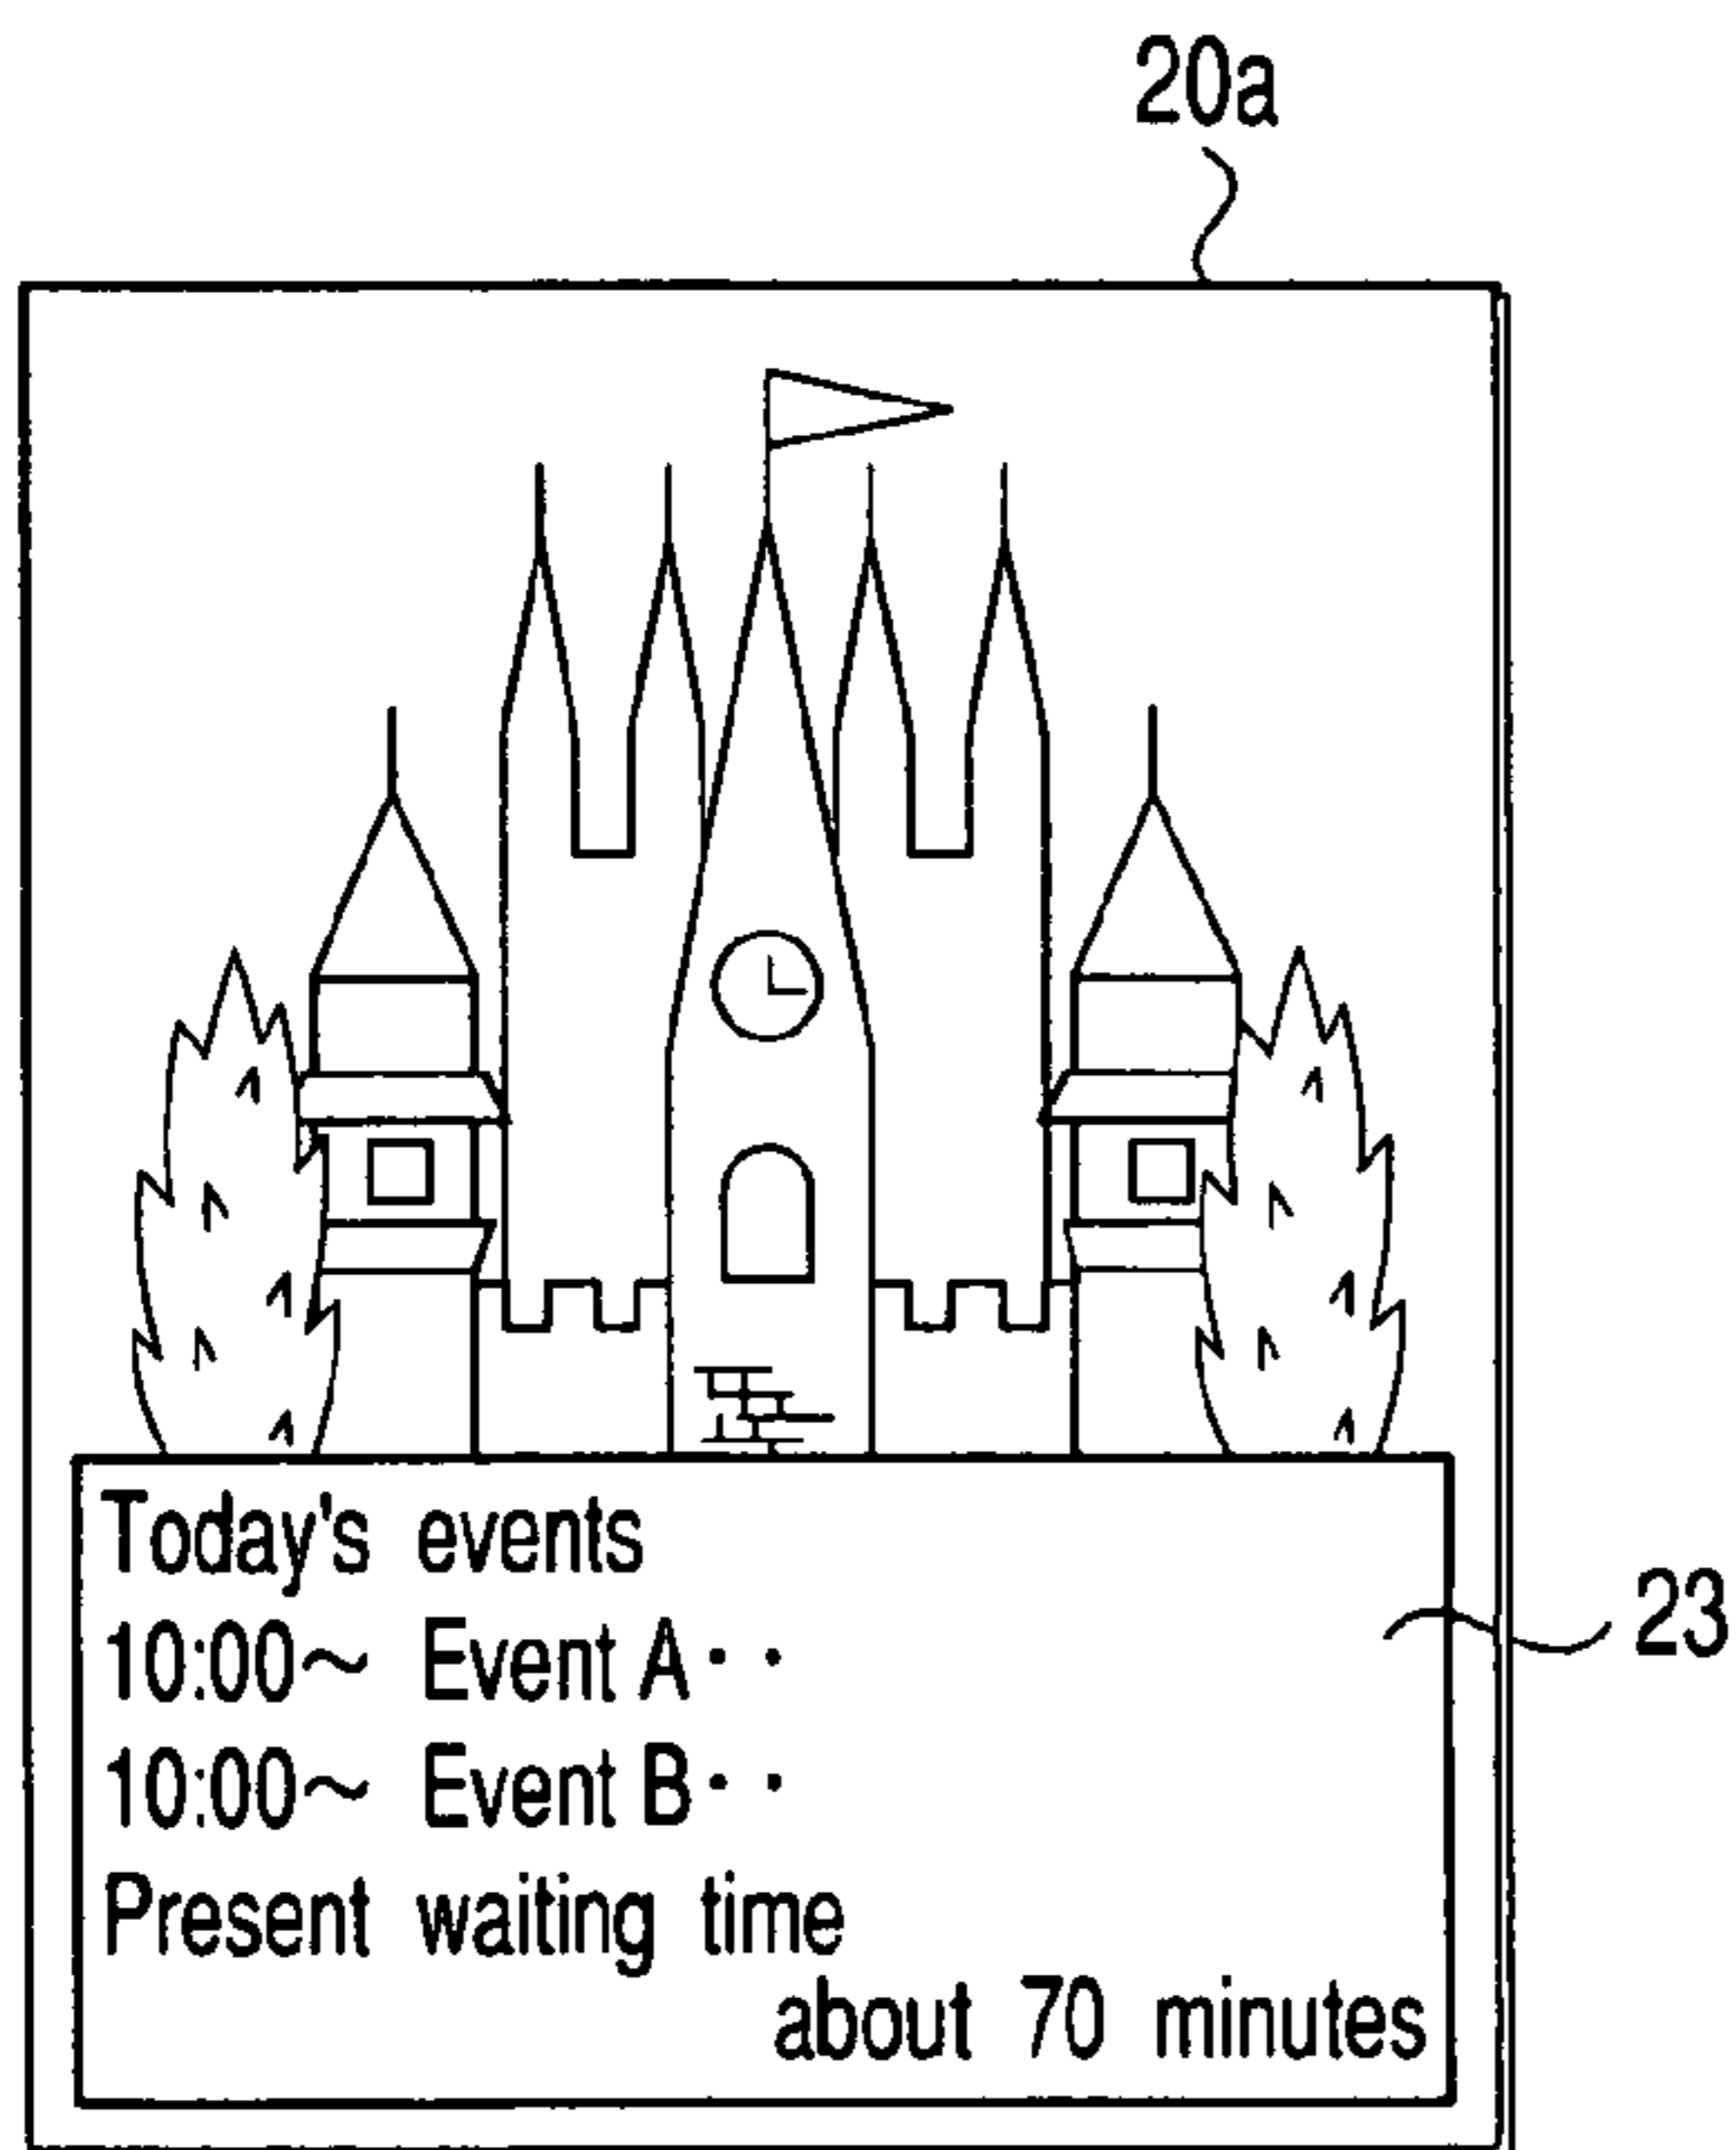 20a
Today's events
10:00~ Event A・・
23
10:00~ Event B・・
Present waiting time
about 70 minutes